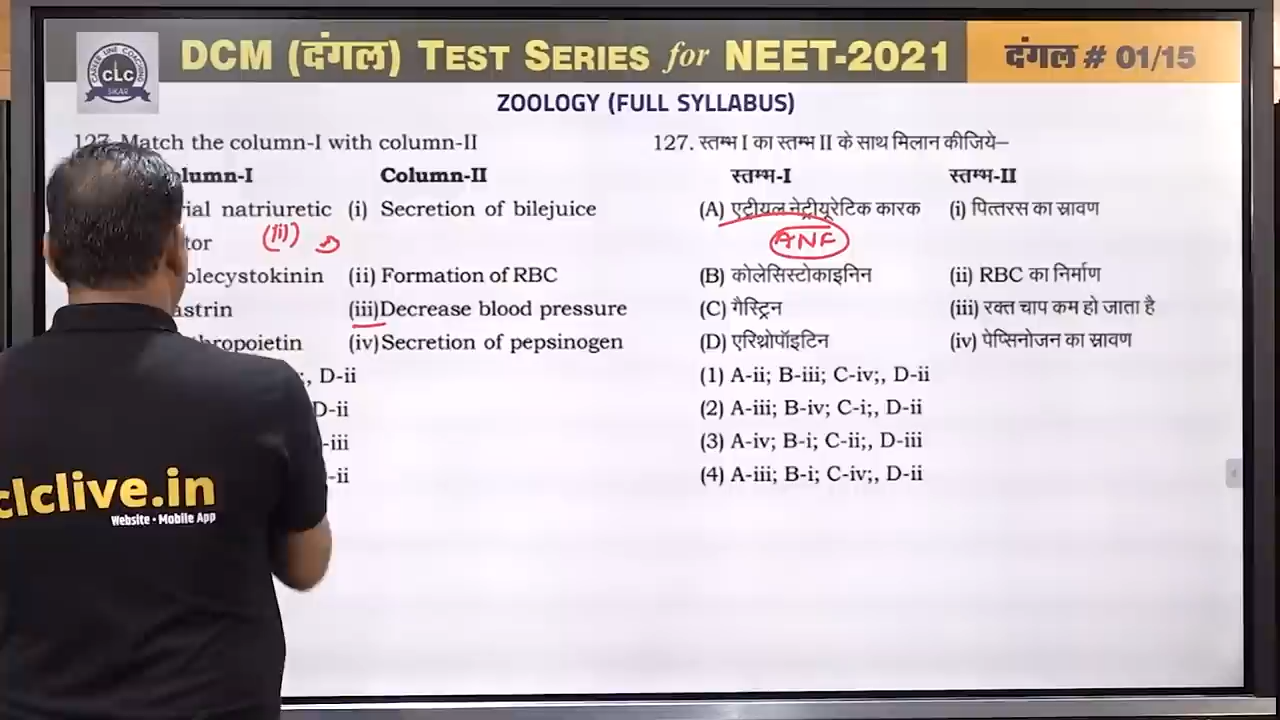 CAREER LINE COACHING
CLC
SIKAR
DCM (दंगल) TEST SERIES for NEET-2021
दंगल # 01/15
ZOOLOGY (FULL SYLLABUS)
127. Match the column-I with column-II
lumn-I Column-II
rial natriuretic (i) Secretion of bilejuice
tor (iii)
olecystokinin (ii) Formation of RBC
astrin (iii)Decrease blood pressure
hropoietin (iv)Secretion of pepsinogen
;, D-ii
D-ii
-iii
-ii
127. स्तम्भ I का स्तम्भ II के साथ मिलान कीजिये–
स्तम्भ-I स्तम्भ-II
(A) एट्रीयल नेट्रीयूरेटिक कारक (i) पित्तरस का स्रावण
ANF
(B) कोलेसिस्टोकाइनिन (ii) RBC का निर्माण
(C) गैस्ट्रिन (iii) रक्त चाप कम हो जाता है
(D) एरिथ्रोपॉइटिन (iv) पेप्सिनोजन का स्रावण
(1) A-ii; B-iii; C-iv;, D-ii
(2) A-iii; B-iv; C-i;, D-ii
(3) A-iv; B-i; C-ii;, D-iii
(4) A-iii; B-i; C-iv;, D-ii
clclive.in
Website • Mobile App